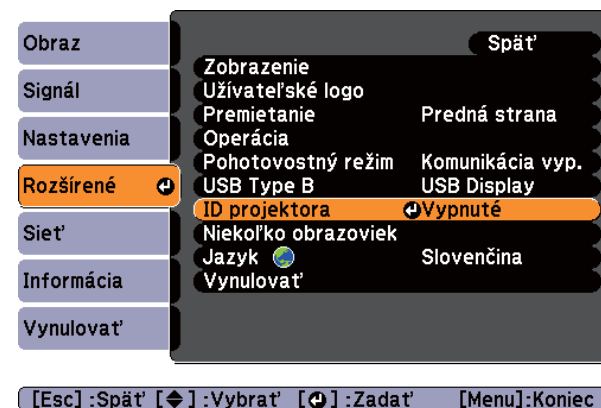 Obraz
Signál
Nastavenia
Rozšírené
Sieť
Informácia
Vynulovať
Späť
Zobrazenie
Užívateľské logo
Premietanie Predná strana
Operácia
Pohotovostný režim Komunikácia vyp.
USB Type B USB Display
ID projektora Vypnuté
Niekoľko obrazoviek
Jazyk Slovenčina
Vynulovať
[Esc] :Späť [◆] :Vybrať [⏎] :Zadať [Menu]:Koniec